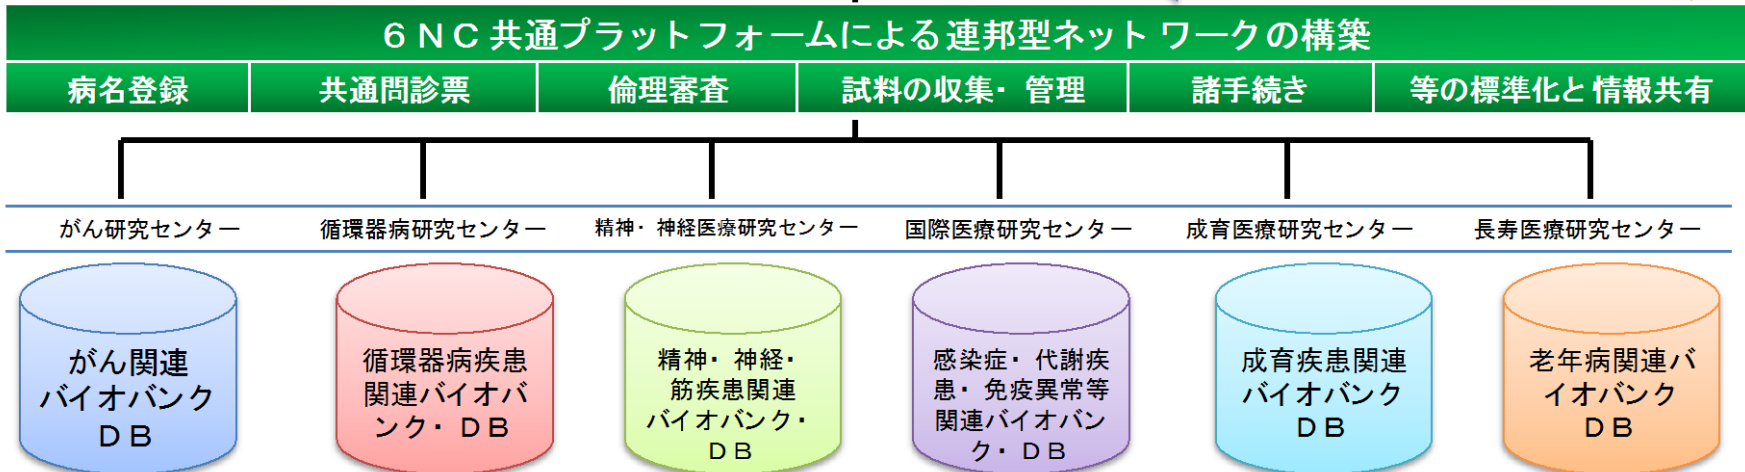 ６ＮＣ共通プラットフォームによる連邦型ネットワークの構築
病名登録
共通問診票
倫理審査
試料の収集・管理
諸手続き
等の標準化と情報共有
がん研究センター
循環器病研究センター
精神・神経医療研究センター
国際医療研究センター
成育医療研究センター
長寿医療研究センター
がん関連
バイオバンク
ＤＢ
循環器病疾患
関連バイオバ
ンク・ＤＢ
精神・神経・
筋疾患関連
バイオバンク・
ＤＢ
感染症・代謝疾
患・免疫異常等
関連バイオバン
ク・ＤＢ
成育疾患関連
バイオバンク
ＤＢ
老年病関連バ
イオバンク
ＤＢ